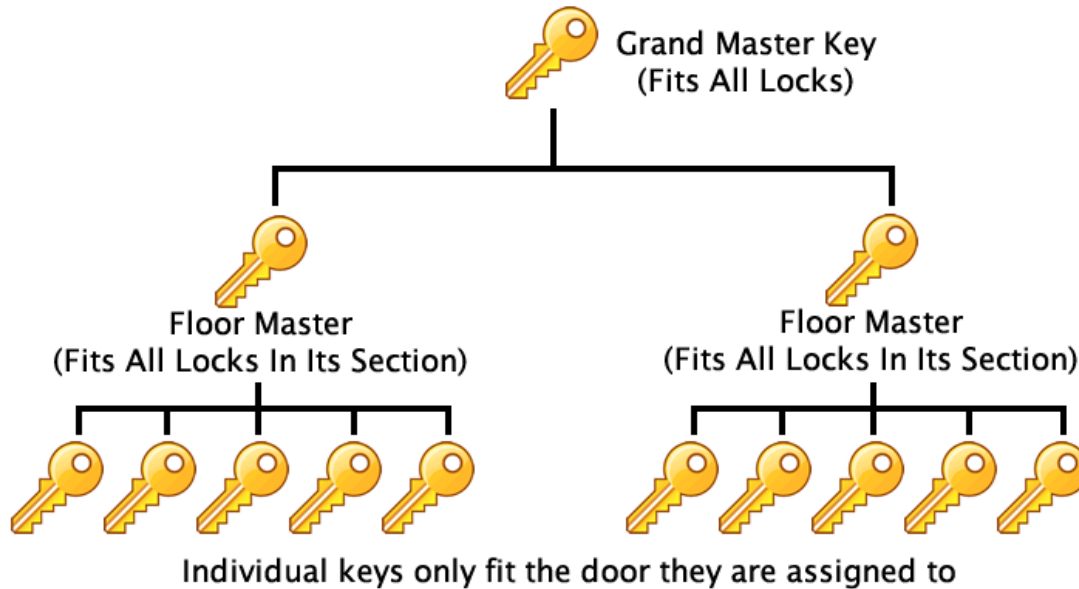 Grand Master Key
(Fits All Locks)
Floor Master
(Fits All Locks In Its Section)
Floor Master
(Fits All Locks In Its Section)
Individual keys only fit the door they are assigned to